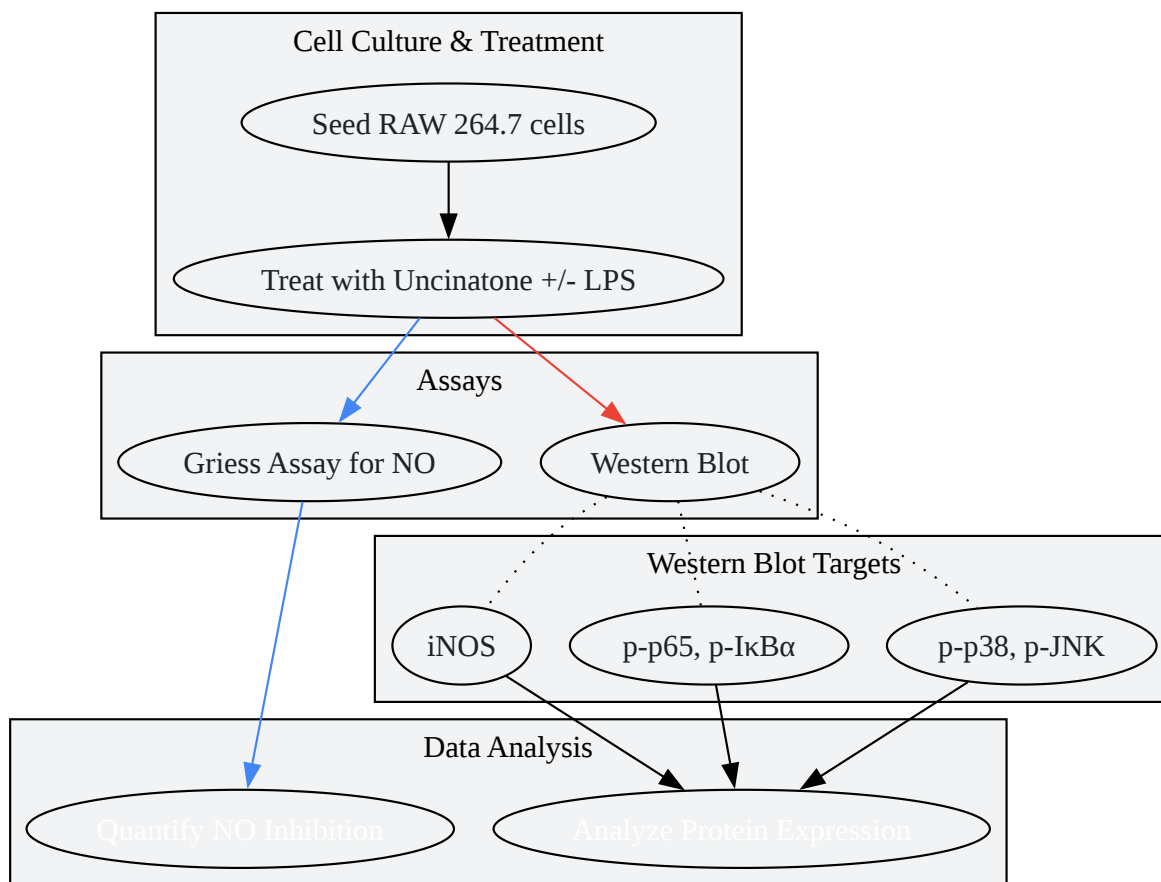 Cell Culture & Treatment
Seed RAW 264.7 cells
Treat with Uncinatone +/- LPS
Assays
Griess Assay for NO
Western Blot
Western Blot Targets
iNOS
p-p65, p-IκBα
p-p38, p-JNK
Data Analysis
Quantify NO Inhibition
Analyze Protein Expression